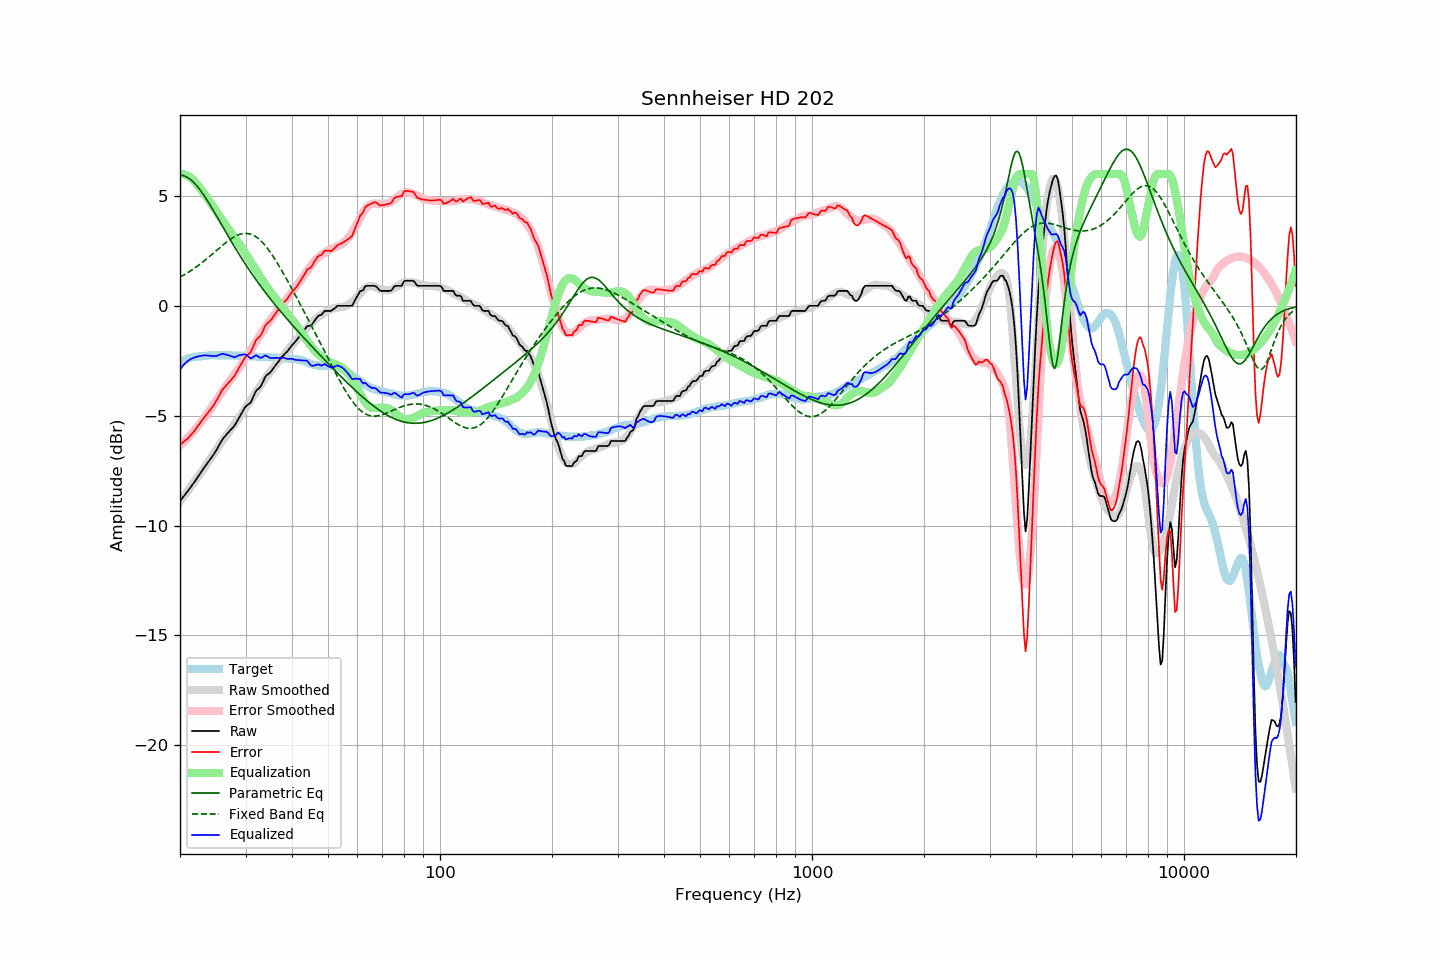 Sennheiser HD 202
Amplitude (dBr)
5
0
−5
−10
−15
−20
100
1000
10000
Frequency (Hz)
Target
Raw Smoothed
Error Smoothed
Raw
Error
Equalization
Parametric Eq
Fixed Band Eq
Equalized